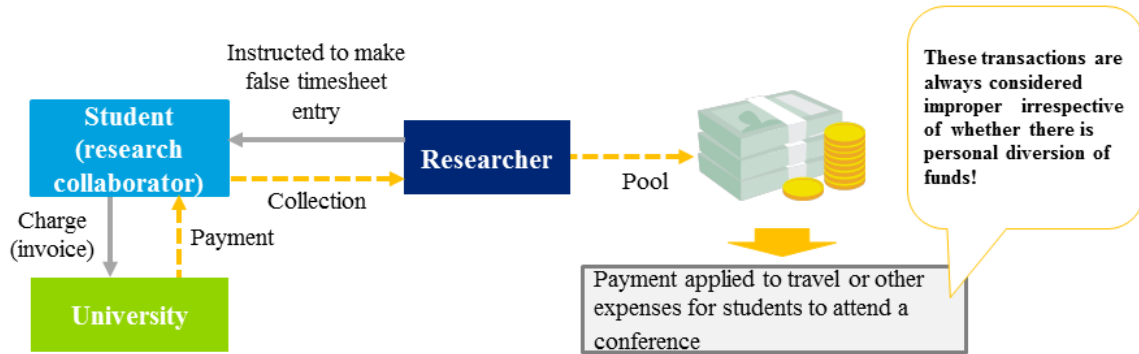 Instructed to make
false timesheet
entry
Student
(research
collaborator)
Researcher
Collection
Pool
Charge
(invoice)
Payment
University
Payment applied to travel or other
expenses for students to attend a
conference
These transactions are
always considered
improper irrespective
of whether there is
personal diversion of
funds!